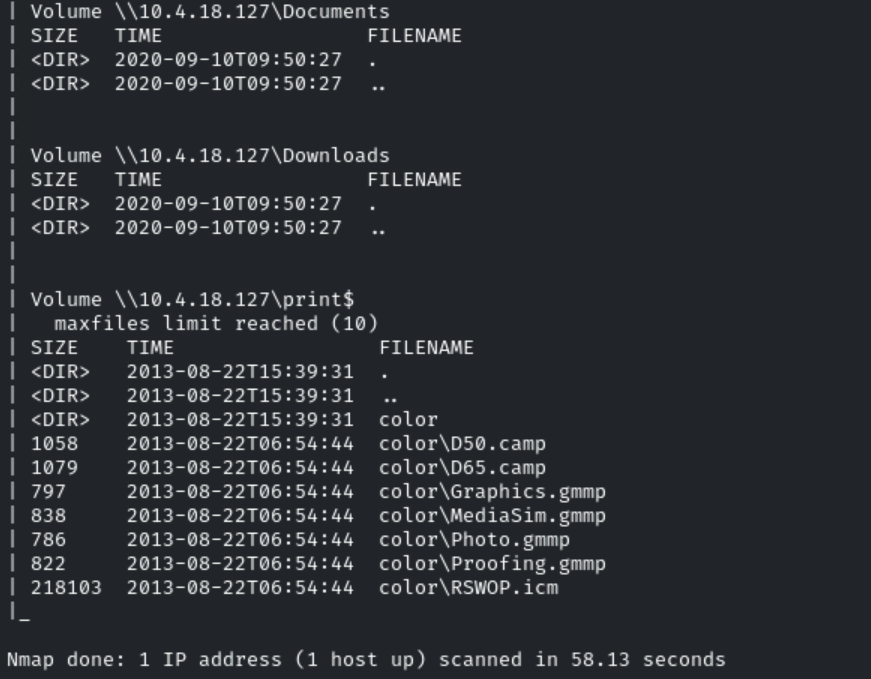 | Volume \\10.4.18.127\Documents
| SIZE   TIME                 FILENAME
| <DIR>  2020-09-10T09:50:27  .
| <DIR>  2020-09-10T09:50:27  ..
|
|
| Volume \\10.4.18.127\Downloads
| SIZE   TIME                 FILENAME
| <DIR>  2020-09-10T09:50:27  .
| <DIR>  2020-09-10T09:50:27  ..
|
|
| Volume \\10.4.18.127\print$
|   maxfiles limit reached (10)
| SIZE    TIME                 FILENAME
| <DIR>   2013-08-22T15:39:31  .
| <DIR>   2013-08-22T15:39:31  ..
| <DIR>   2013-08-22T15:39:31  color
| 1058    2013-08-22T06:54:44  color\D50.camp
| 1079    2013-08-22T06:54:44  color\D65.camp
| 797     2013-08-22T06:54:44  color\Graphics.gmmp
| 838     2013-08-22T06:54:44  color\MediaSim.gmmp
| 786     2013-08-22T06:54:44  color\Photo.gmmp
| 822     2013-08-22T06:54:44  color\Proofing.gmmp
| 218103  2013-08-22T06:54:44  color\RSWOP.icm
|_
Nmap done: 1 IP address (1 host up) scanned in 58.13 seconds